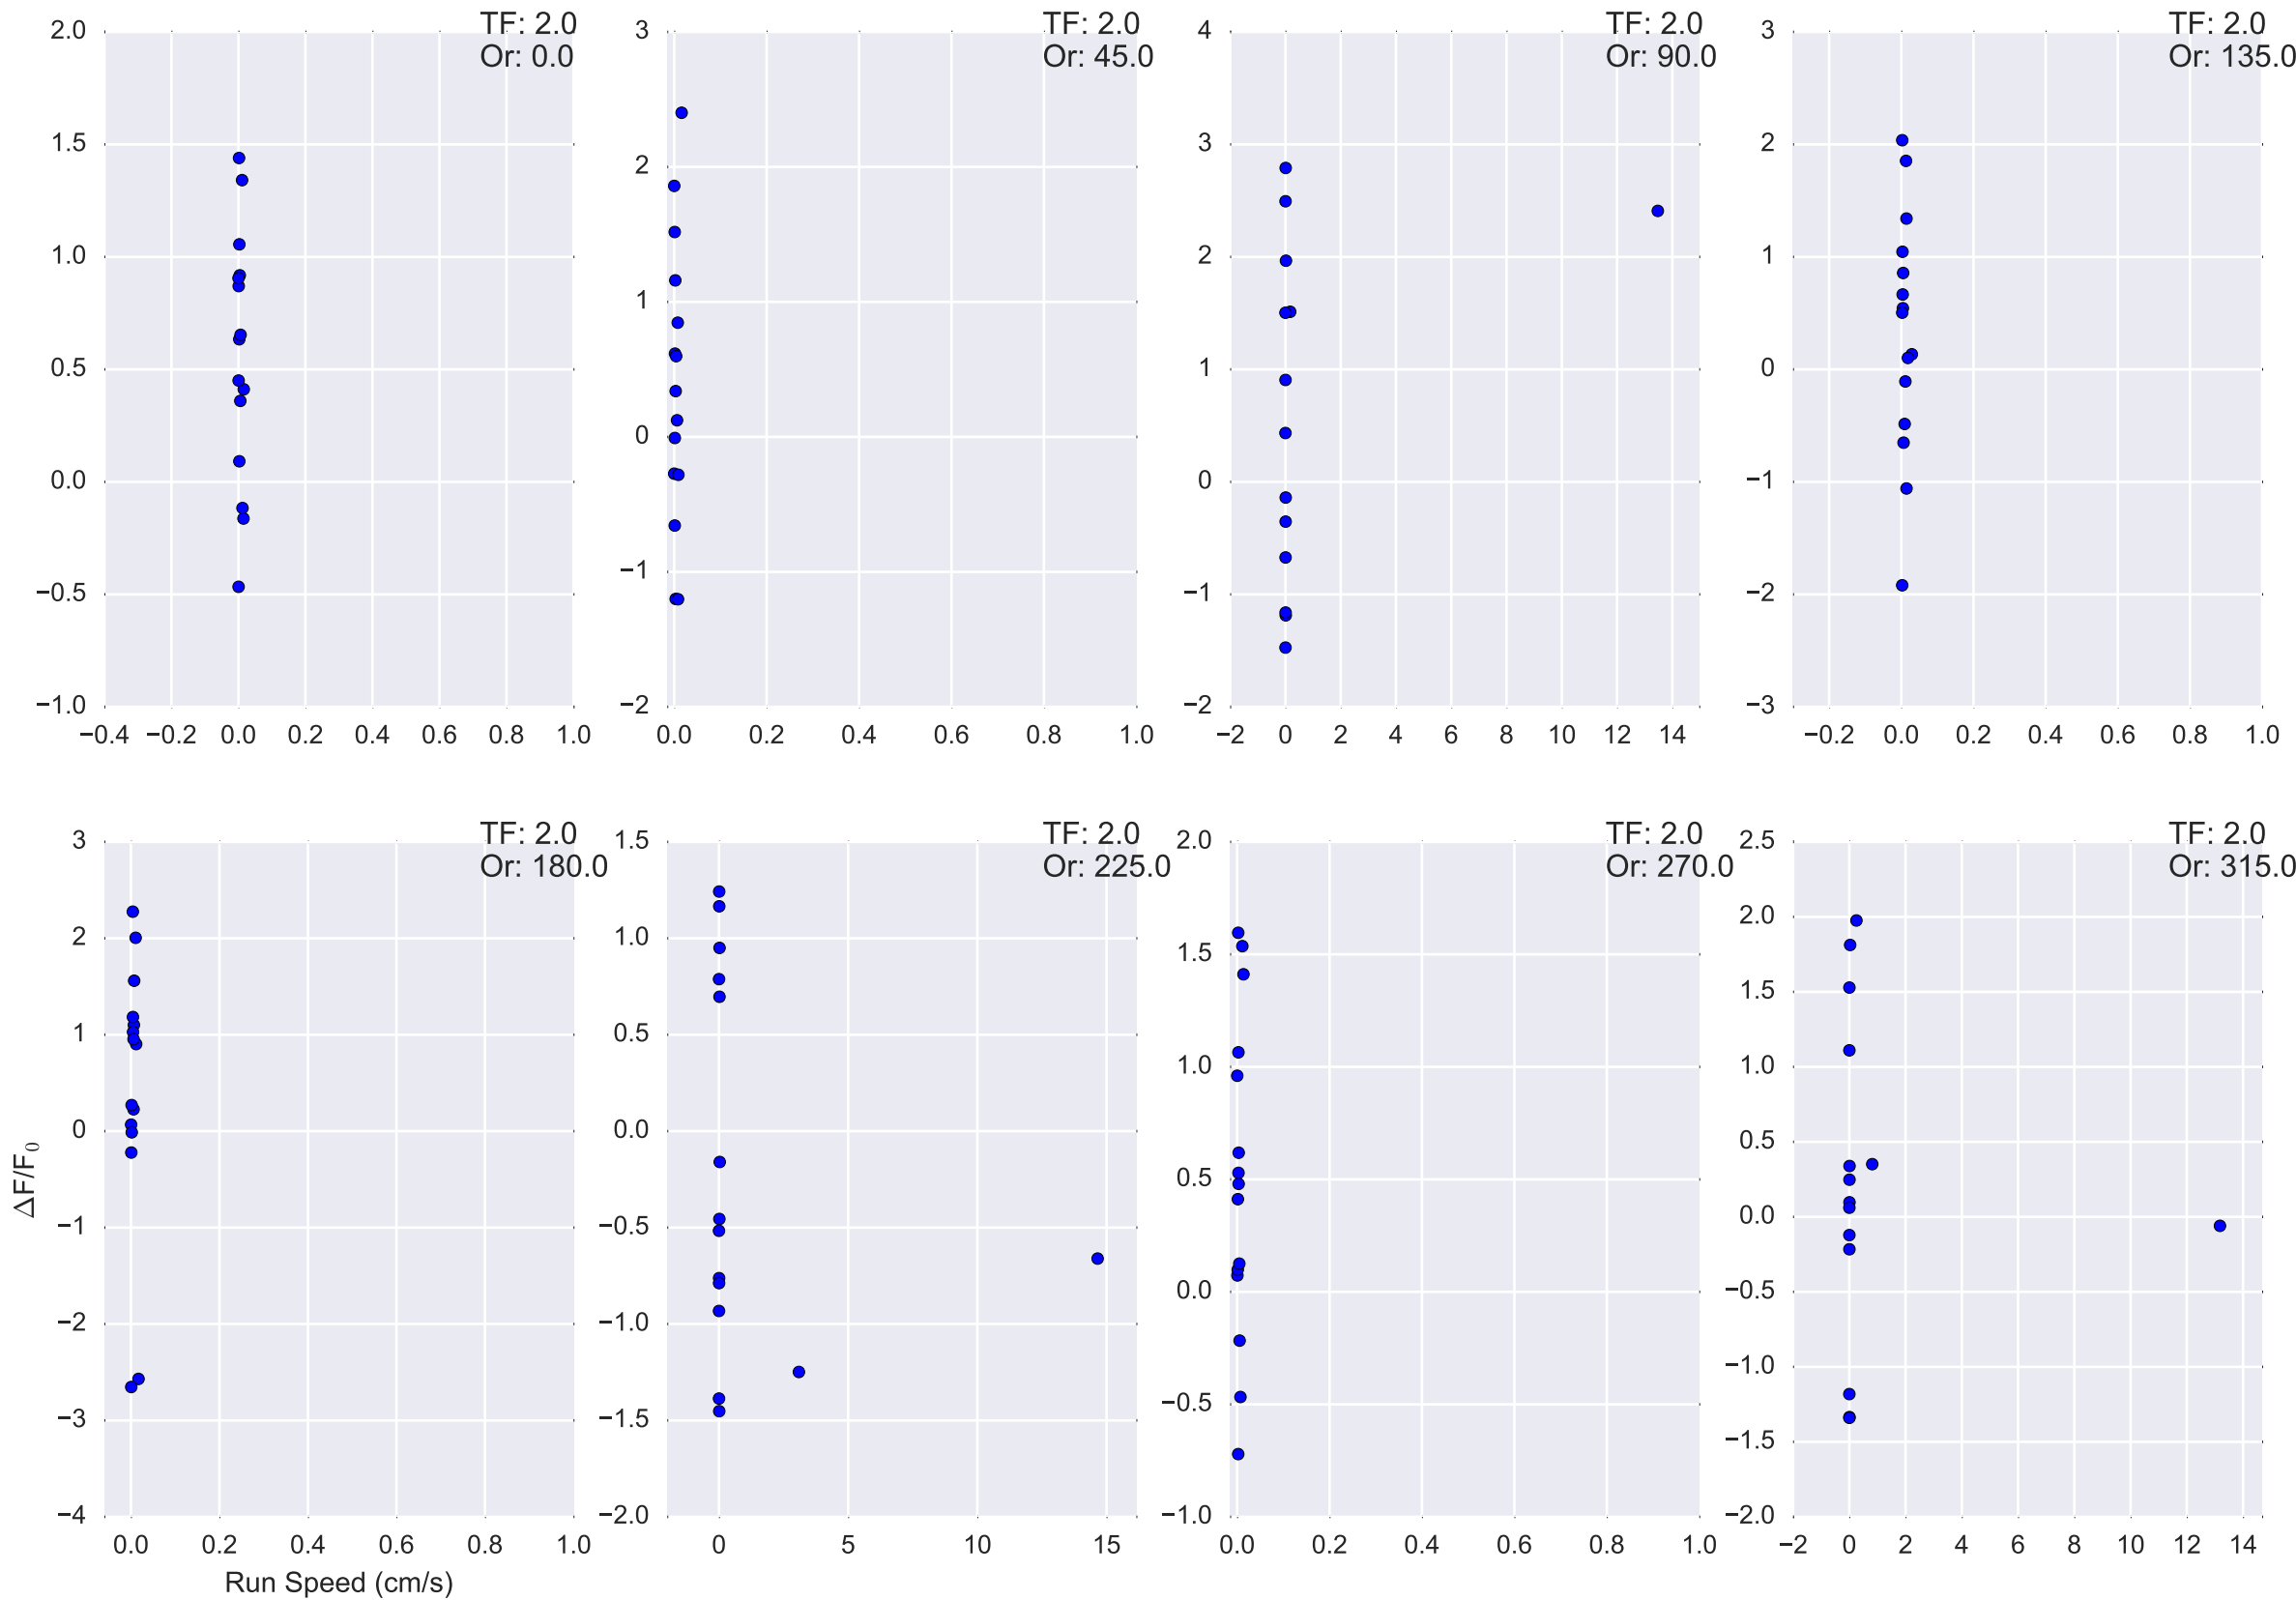 TF: 2.0
Or: 0.0
2.0
1.5
1.0
0.5
0.0
−0.5
−1.0
−0.4 −0.2 0.0 0.2 0.4 0.6 0.8 1.0
TF: 2.0
Or: 45.0
3
2
1
0
−1
−2
0.0 0.2 0.4 0.6 0.8 1.0
TF: 2.0
Or: 90.0
4
3
2
1
0
−1
−2
−2 0 2 4 6 8 10 12 14
TF: 2.0
Or: 135.0
3
2
1
0
−1
−2
−3
−0.2 0.0 0.2 0.4 0.6 0.8 1.0
TF: 2.0
Or: 180.0
3
2
1
0
−1
−2
−3
−4
ΔF/F₀
0.0 0.2 0.4 0.6 0.8 1.0
Run Speed (cm/s)
TF: 2.0
Or: 225.0
1.5
1.0
0.5
0.0
−0.5
−1.0
−1.5
−2.0
0 5 10 15
TF: 2.0
Or: 270.0
2.0
1.5
1.0
0.5
0.0
−0.5
−1.0
0.0 0.2 0.4 0.6 0.8 1.0
TF: 2.0
Or: 315.0
2.5
2.0
1.5
1.0
0.5
0.0
−0.5
−1.0
−1.5
−2.0
−2 0 2 4 6 8 10 12 14